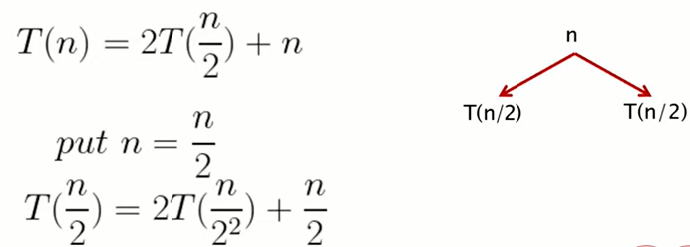 T(n) = 2T(n/2) + n
put n = n/2
T(n/2) = 2T(n/2²) + n/2
n
T(n/2) T(n/2)